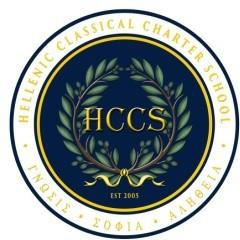 HELLENIC CLASSICAL CHARTER SCHOOL
HCCS
EST 2005
• ΓΝΩΣΙΣ • ΣΟΦΙΑ • ΑΛΗΘΕΙΑ •